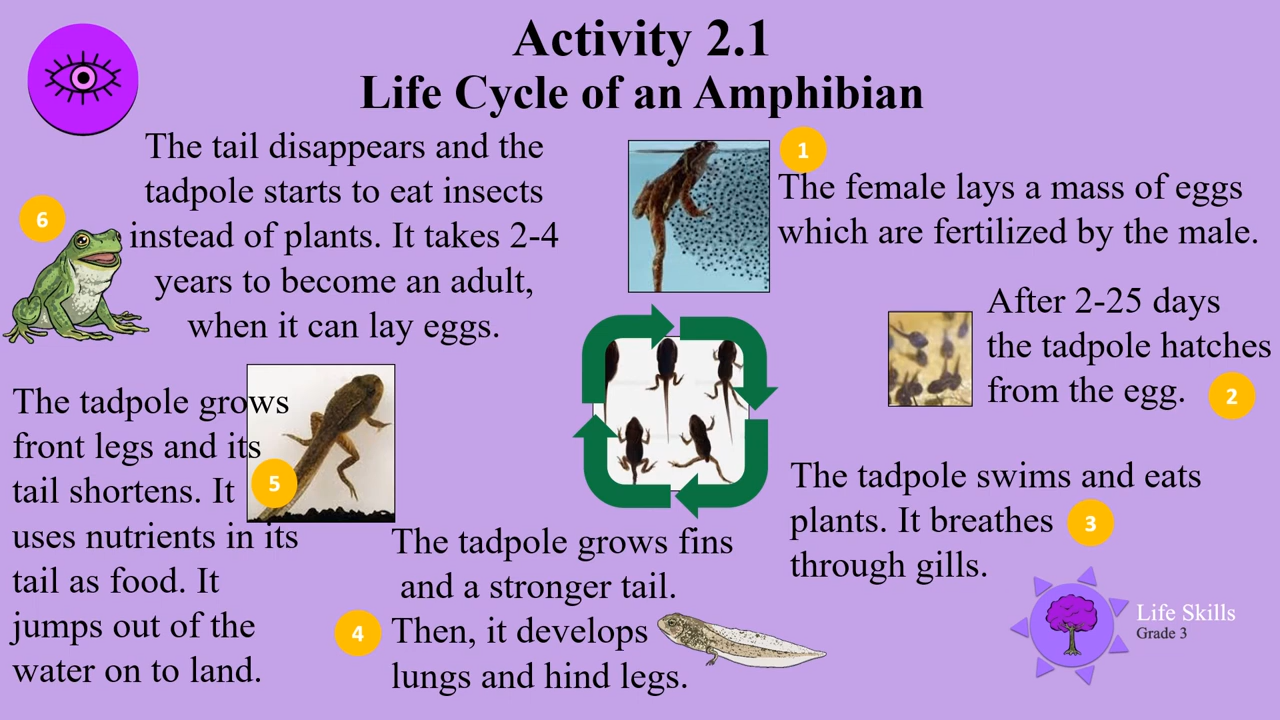 Activity 2.1
Life Cycle of an Amphibian
1
The female lays a mass of eggs
which are fertilized by the male.
After 2-25 days
the tadpole hatches
from the egg.
2
The tadpole swims and eats
plants. It breathes
3
through gills.
The tadpole grows fins
and a stronger tail.
4
Then, it develops
lungs and hind legs.
The tadpole grows
front legs and its
tail shortens. It
5
uses nutrients in its
tail as food. It
jumps out of the
water on to land.
6
The tail disappears and the
tadpole starts to eat insects
instead of plants. It takes 2-4
years to become an adult,
when it can lay eggs.
Life Skills
Grade 3